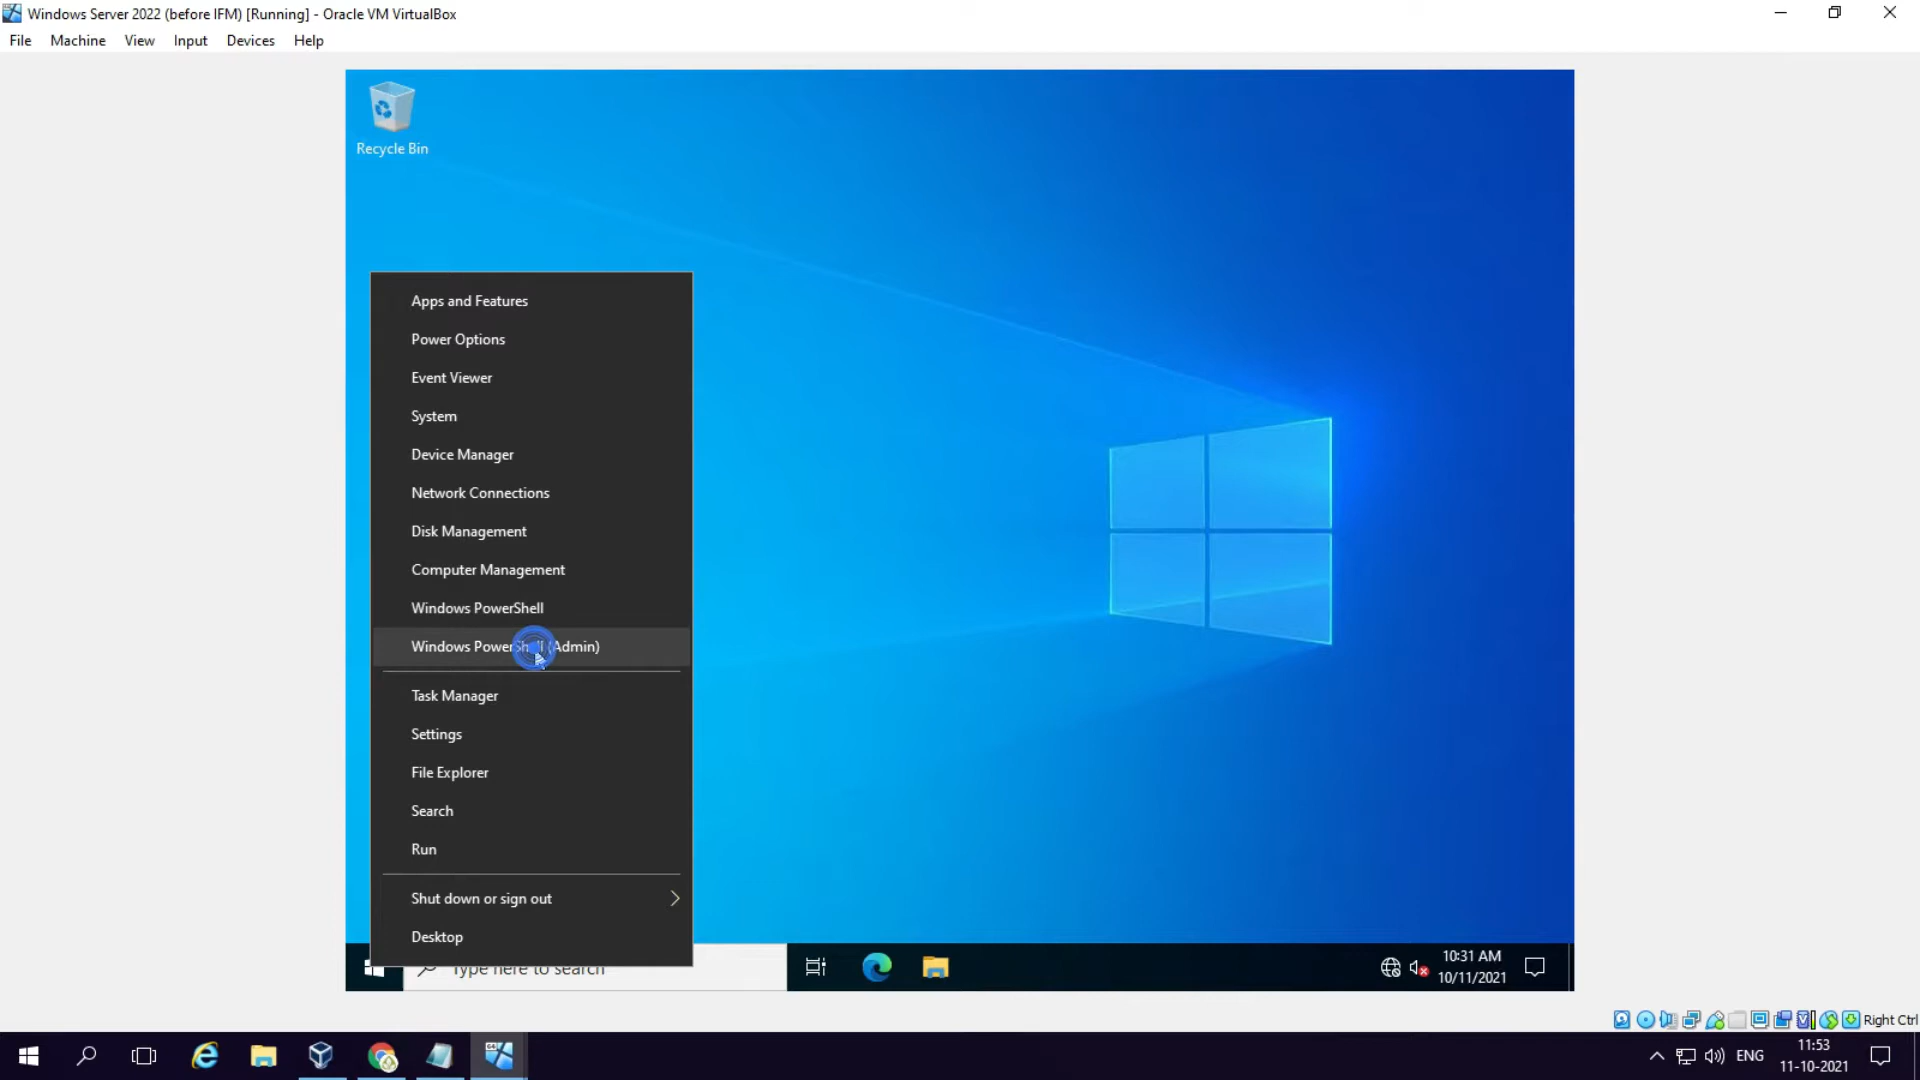 Windows Server 2022 (before IFM) [Running] - Oracle VM VirtualBox
File Machine View Input Devices Help
Recycle Bin
Apps and Features
Power Options
Event Viewer
System
Device Manager
Network Connections
Disk Management
Computer Management
Windows PowerShell
Windows PowerShell (Admin)
Task Manager
Settings
File Explorer
Search
Run
Shut down or sign out
Desktop
Type here to search
10:31 AM
10/11/2021
Right Ctrl
ENG
11:53
11-10-2021